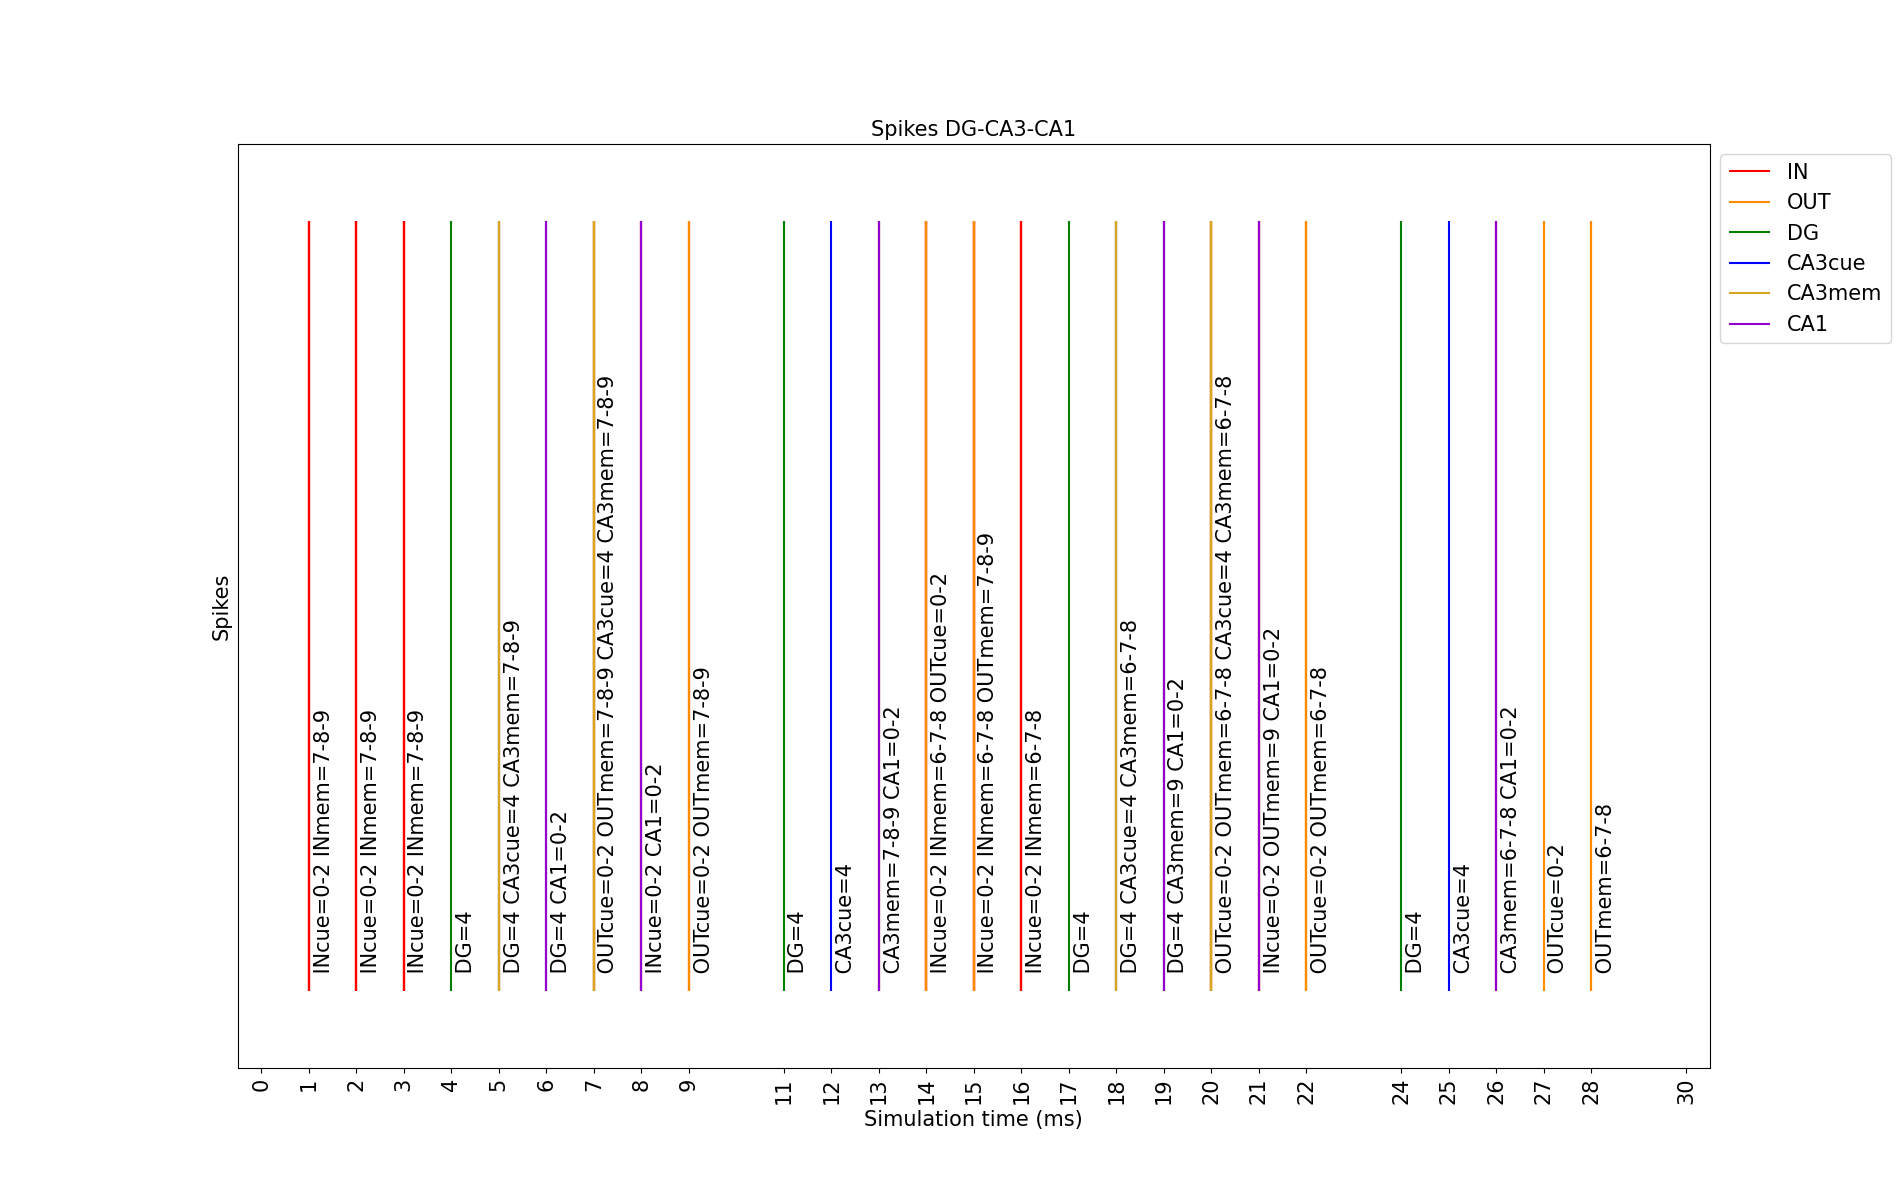 Spikes DG-CA3-CA1
IN
OUT
DG
CA3cue
CA3mem
CA1
Spikes
INcue=0-2 INmem=7-8-9
INcue=0-2 INmem=7-8-9
INcue=0-2 INmem=7-8-9
DG=4
DG=4 CA3cue=4 CA3mem=7-8-9
DG=4 CA1=0-2
OUTcue=0-2 OUTmem=7-8-9 CA3cue=4 CA3mem=7-8-9
INcue=0-2 CA1=0-2
OUTcue=0-2 OUTmem=7-8-9
DG=4
CA3cue=4
CA3mem=7-8-9 CA1=0-2
INcue=0-2 INmem=6-7-8 OUTcue=0-2
INcue=0-2 INmem=6-7-8 OUTmem=7-8-9
INcue=0-2 INmem=6-7-8
DG=4
DG=4 CA3cue=4 CA3mem=6-7-8
DG=4 CA3mem=9 CA1=0-2
OUTcue=0-2 OUTmem=6-7-8 CA3cue=4 CA3mem=6-7-8
INcue=0-2 OUTmem=9 CA1=0-2
OUTcue=0-2 OUTmem=6-7-8
DG=4
CA3cue=4
CA3mem=6-7-8 CA1=0-2
OUTcue=0-2
OUTmem=6-7-8
0 1 2 3 4 5 6 7 8 9 11 12 13 14 15 16 17 18 19 20 21 22 24 25 26 27 28 30
Simulation time (ms)